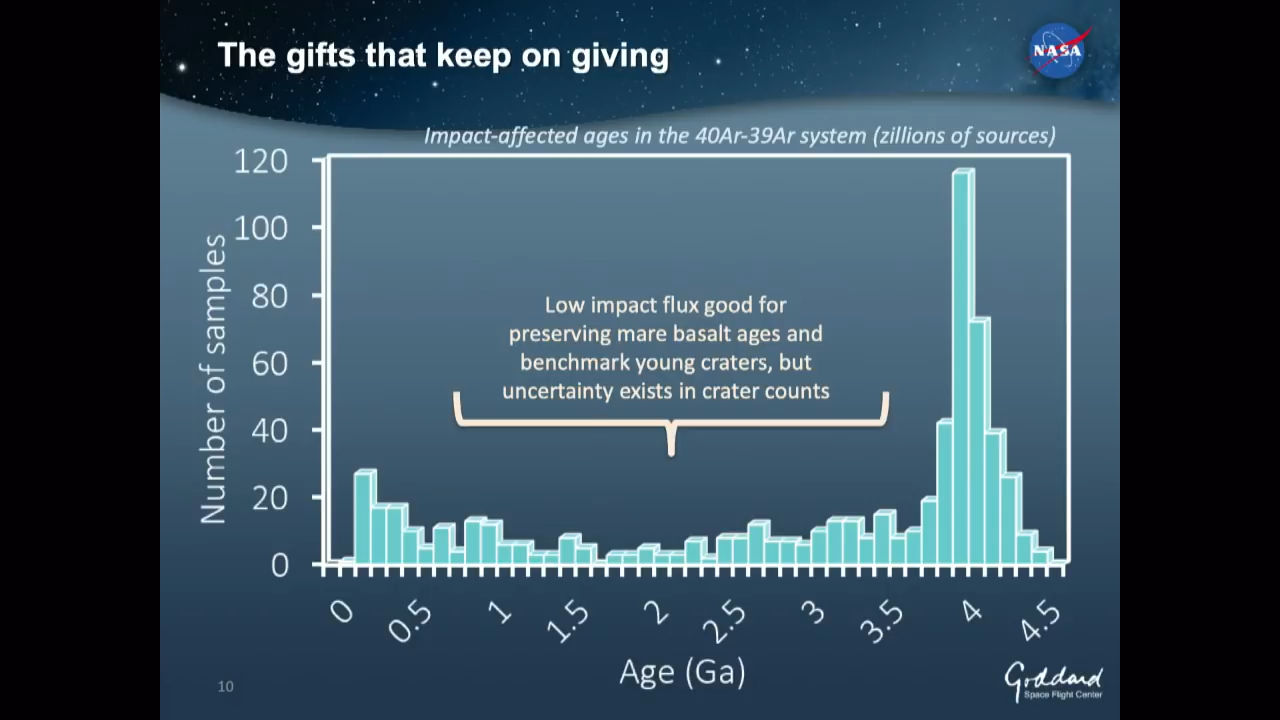 The gifts that keep on giving
NASA
Impact-affected ages in the 40Ar-39Ar system (zillions of sources)
120
100
80
60
40
20
0
Number of samples
Low impact flux good for
preserving mare basalt ages and
benchmark young craters, but
uncertainty exists in crater counts
0 0.5 1 1.5 2 2.5 3 3.5 4 4.5
Age (Ga)
10
Goddard
Space Flight Center